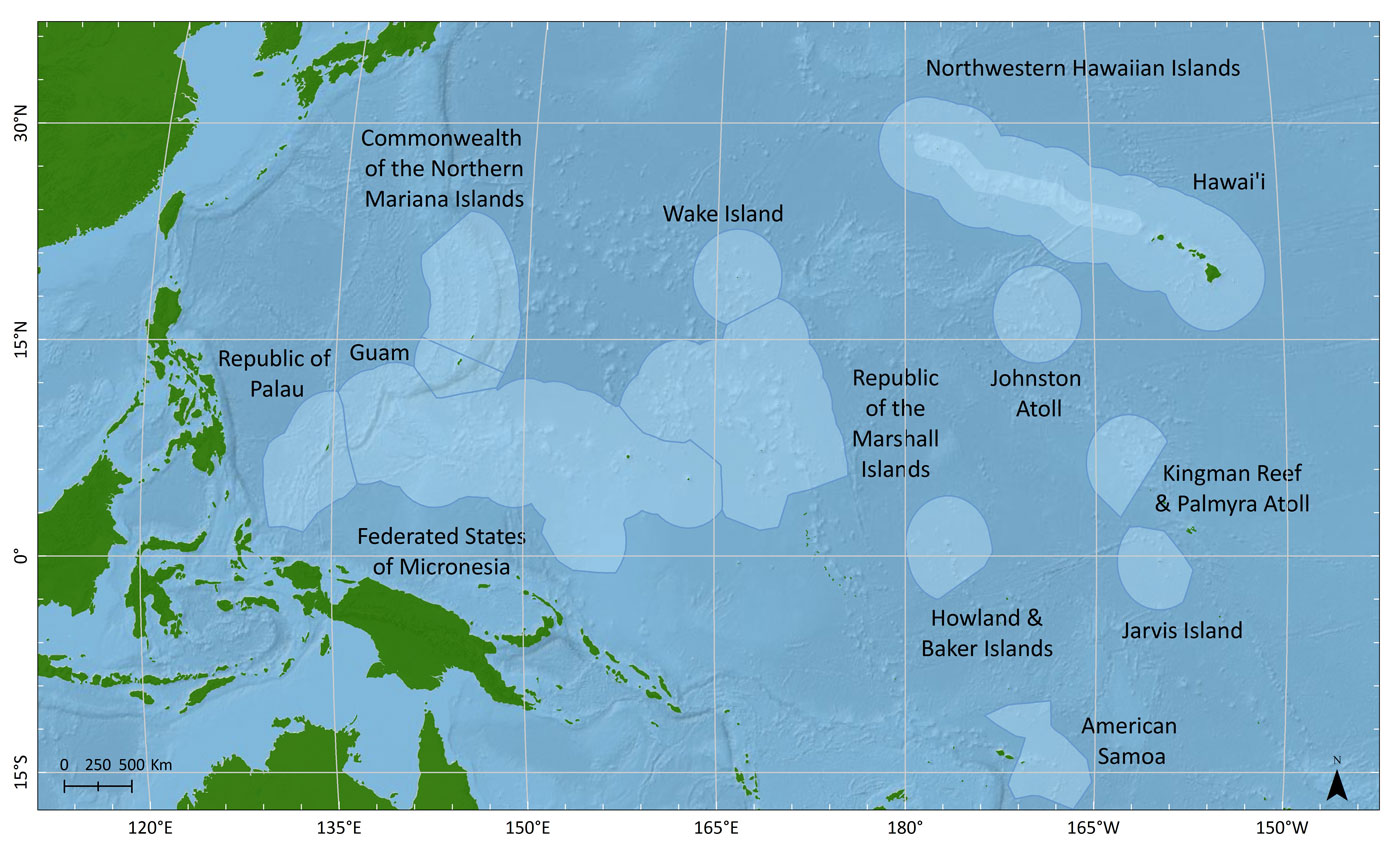 Northwestern Hawaiian Islands
30°N
Commonwealth
of the Northern
Mariana Islands
Hawai'i
Wake Island
15°N
Republic of
Palau
Guam
Republic
of the
Marshall
Islands
Johnston
Atoll
Kingman Reef
& Palmyra Atoll
Federated States
of Micronesia
0°
Howland &
Baker Islands
Jarvis Island
American
Samoa
15°S
0 250 500 Km
N
120°E 135°E 150°E 165°E 180° 165°W 150°W